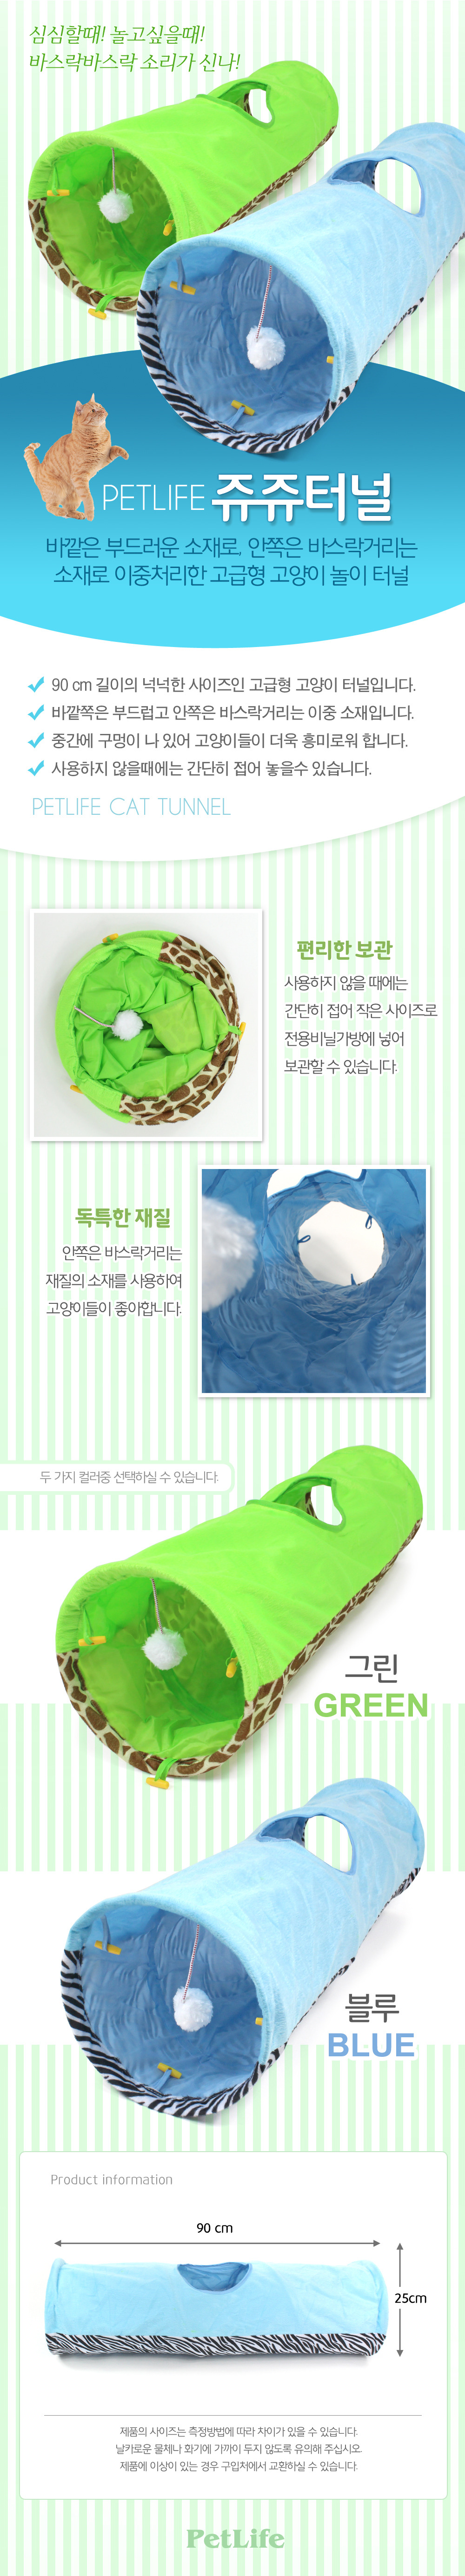 심심할때! 놀고싶을때!
바스락바스락 소리가 신나!
PETLIFE 쥬쥬터널
바깥은 부드러운 소재로, 안쪽은 바스락거리는
소재로 이중처리한 고급형 고양이 놀이 터널
90 cm 길이의 넉넉한 사이즈인 고급형 고양이 터널입니다.
바깥쪽은 부드럽고 안쪽은 바스락거리는 이중 소재입니다.
중간에 구멍이 나 있어 고양이들이 더욱 흥미로워 합니다.
사용하지 않을때에는 간단히 접어 놓을수 있습니다.
PETLIFE CAT TUNNEL
편리한 보관
사용하지 않을 때에는
간단히 접어 작은 사이즈로
전용비닐가방에 넣어
보관할 수 있습니다.
독특한 재질
안쪽은 바스락거리는
재질의 소재를 사용하여
고양이들이 좋아합니다.
두 가지 컬러중 선택하실 수 있습니다.
그린
GREEN
블루
BLUE
Product information
90 cm
25cm
제품의 사이즈는 측정방법에 따라 차이가 있을 수 있습니다.
날카로운 물체나 화기에 가까이 두지 않도록 유의해 주십시오.
제품에 이상이 있는 경우 구입처에서 교환하실 수 있습니다.
PetLife